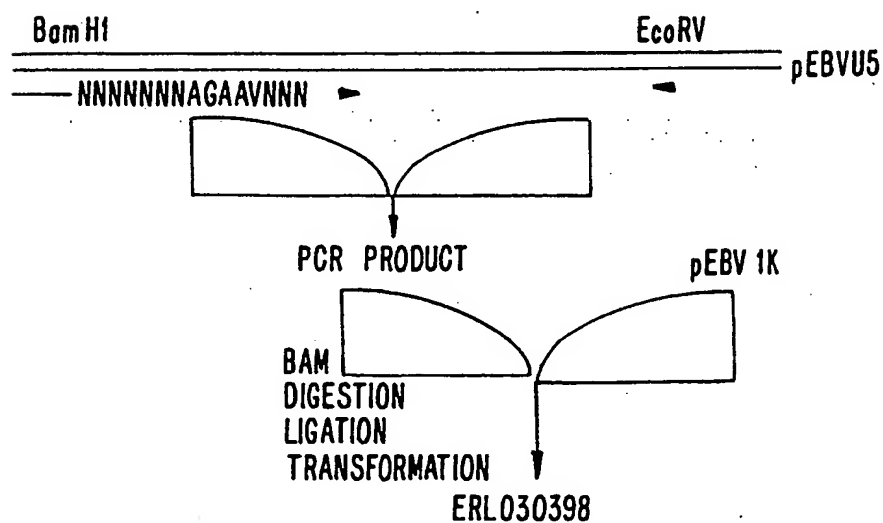 Bam H1
EcoRV
pEBVU5
NNNNNNNAGAAVNNN
PCR PRODUCT
pEBV 1K
BAM
DIGESTION
LIGATION
TRANSFORMATION
ERL030398